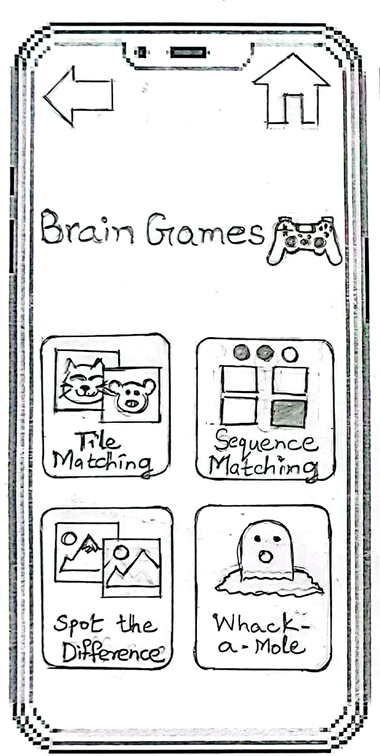 Brain Games
Tile
Matching
Sequence
Matching
Spot the
Difference
Whack-
a-Mole